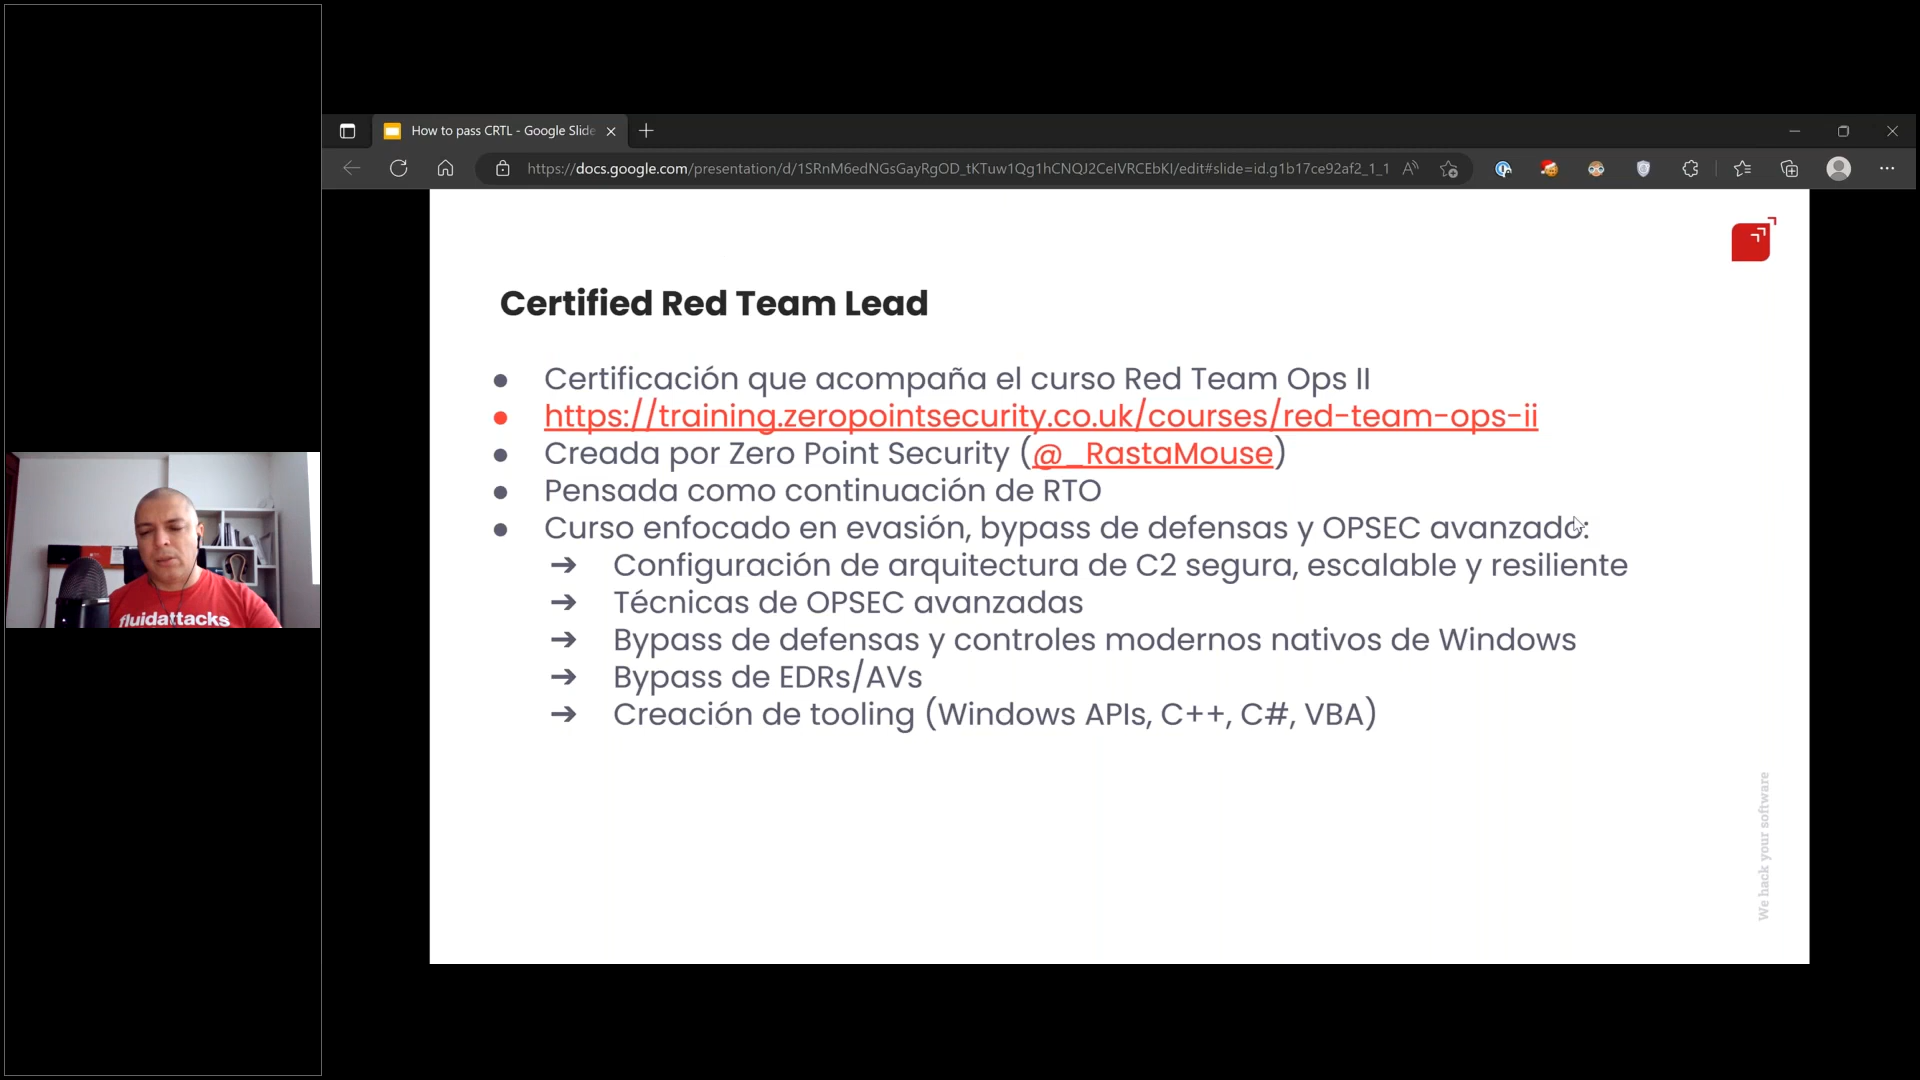 How to pass CRTL - Google Slide
https://docs.google.com/presentation/d/1SRnM6edNGsGayRgOD_tKTuw1Qg1hCNQJ2CeIVRCEbKI/edit#slide=id.g1b17ce92af2_1_1
Certified Red Team Lead
● Certificación que acompaña el curso Red Team Ops II
● https://training.zeropointsecurity.co.uk/courses/red-team-ops-ii
● Creada por Zero Point Security (@_RastaMouse)
● Pensada como continuación de RTO
● Curso enfocado en evasión, bypass de defensas y OPSEC avanzado:
➔ Configuración de arquitectura de C2 segura, escalable y resiliente
➔ Técnicas de OPSEC avanzadas
➔ Bypass de defensas y controles modernos nativos de Windows
➔ Bypass de EDRs/AVs
➔ Creación de tooling (Windows APIs, C++, C#, VBA)
We hack your software
fluidattacks